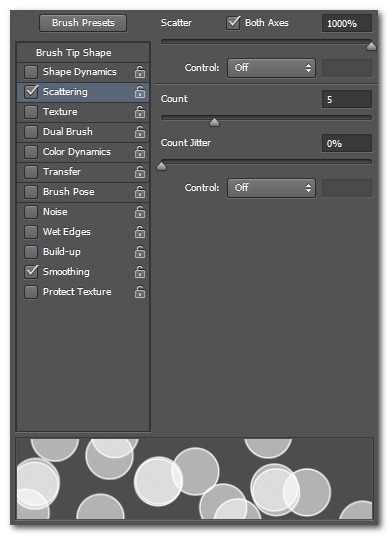 Brush Presets
Brush Tip Shape
Shape Dynamics
Scattering
Texture
Dual Brush
Color Dynamics
Transfer
Brush Pose
Noise
Wet Edges
Build-up
Smoothing
Protect Texture
Scatter Both Axes 1000%
Control: Off
Count 5
Count Jitter 0%
Control: Off